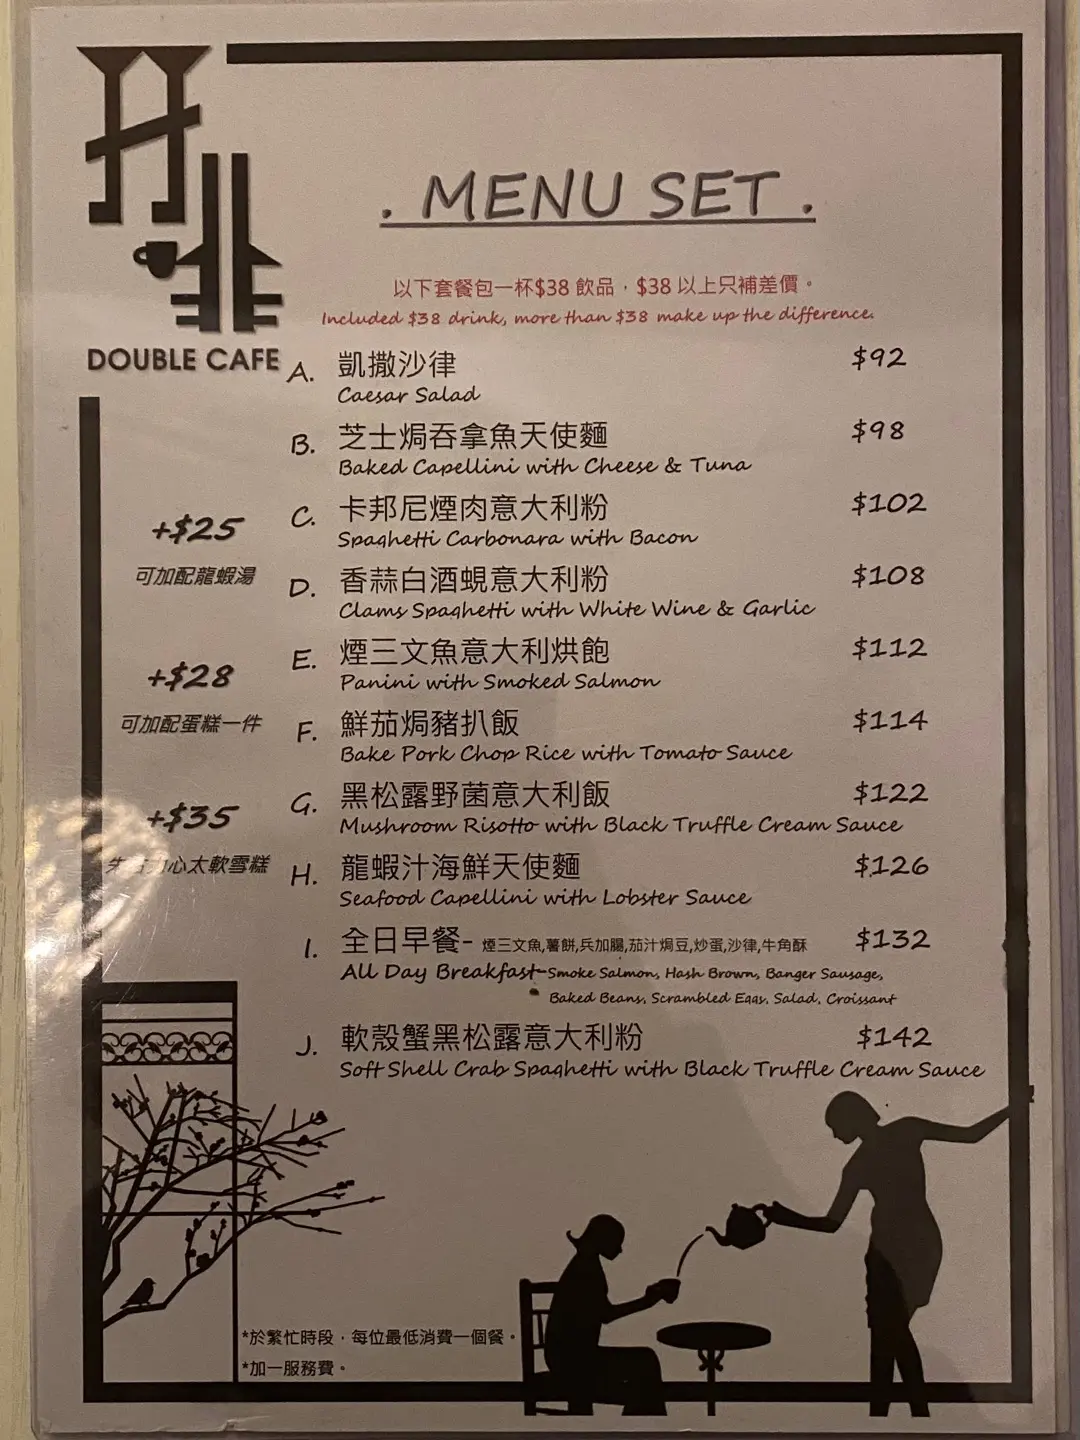 . MENU SET .
以下套餐包一杯$38 飲品，$38 以上只補差價。
Included $38 drink, more than $38 make up the difference.
DOUBLE CAFE
A. 凱撒沙律 $92
Caesar Salad
B. 芝士焗吞拿魚天使麵 $98
Baked Capellini with Cheese & Tuna
C. 卡邦尼煙肉意大利粉 $102
Spaghetti Carbonara with Bacon
D. 香蒜白酒蜆意大利粉 $108
Clams Spaghetti with White Wine & Garlic
E. 煙三文魚意大利烘飽 $112
Panini with Smoked Salmon
F. 鮮茄焗豬扒飯 $114
Bake Pork Chop Rice with Tomato Sauce
G. 黑松露野菌意大利飯 $122
Mushroom Risotto with Black Truffle Cream Sauce
H. 龍蝦汁海鮮天使麵 $126
Seafood Capellini with Lobster Sauce
I. 全日早餐- 煙三文魚,薯餅,兵加腸,茄汁焗豆,炒蛋,沙律,牛角酥 $132
All Day Breakfast-Smoke Salmon, Hash Brown, Banger Sausage,
Baked Beans, Scrambled Eggs, Salad, Croissant
J. 軟殼蟹黑松露意大利粉 $142
Soft Shell Crab Spaghetti with Black Truffle Cream Sauce
+$25
可加配龍蝦湯
+$28
可加配蛋糕一件
+$35
心太軟雪糕
*於繁忙時段，每位最低消費一個餐。
*加一服務費。